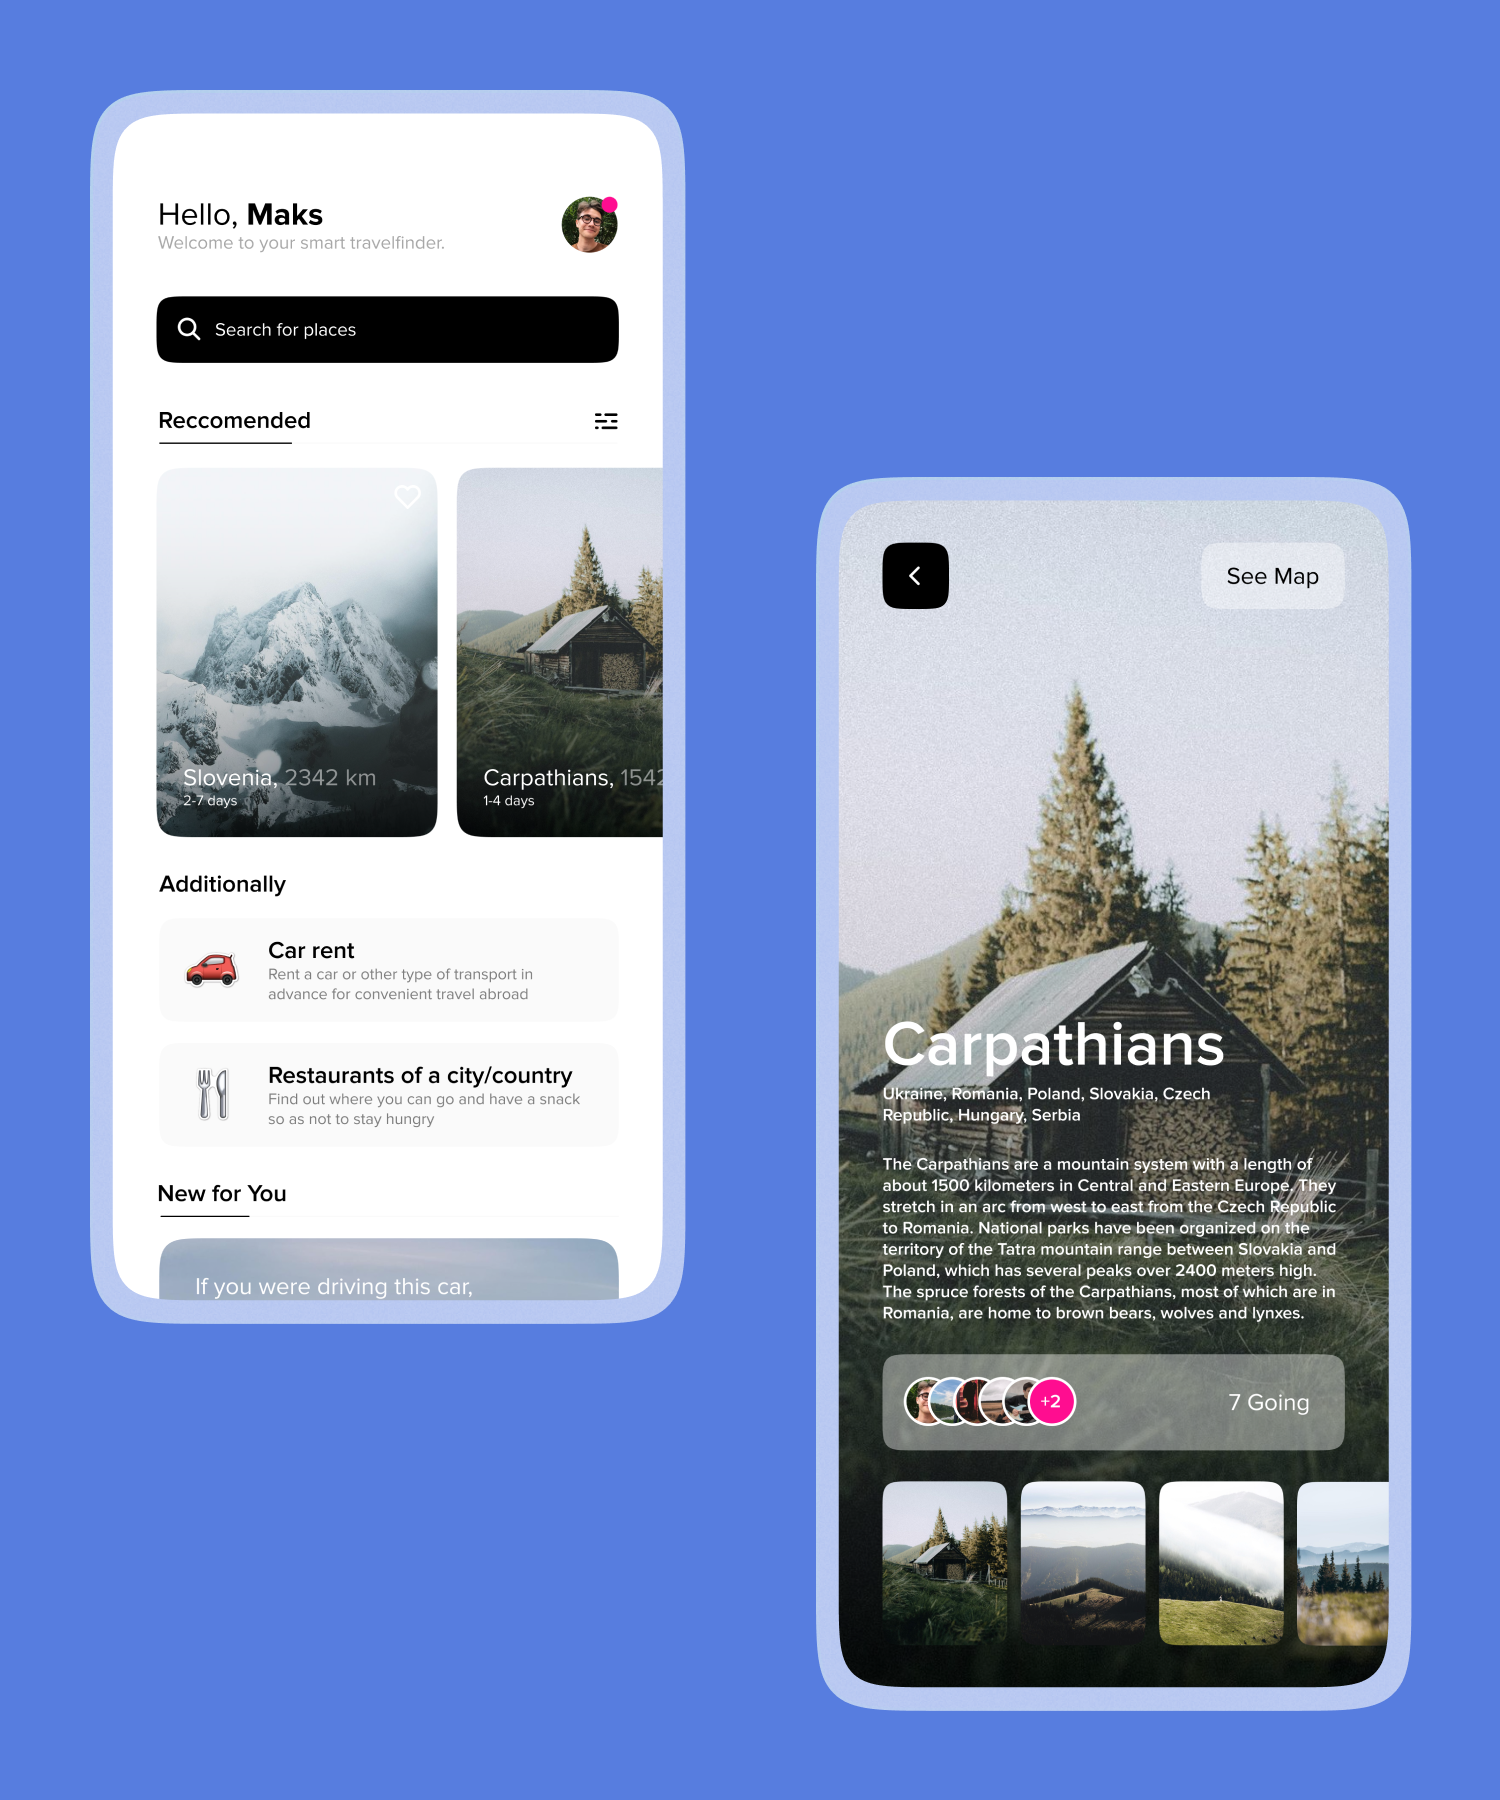 Hello, Maks
Welcome to your smart travelfinder.
Search for places
Reccomended
Slovenia, 2342 km
2-7 days
Carpathians, 1542
1-4 days
Additionally
Car rent
Rent a car or other type of transport in
advance for convenient travel abroad
Restaurants of a city/country
Find out where you can go and have a snack
so as not to stay hungry
New for You
If you were driving this car,
See Map
Carpathians
Ukraine, Romania, Poland, Slovakia, Czech
Republic, Hungary, Serbia
The Carpathians are a mountain system with a length of
about 1500 kilometers in Central and Eastern Europe. They
stretch in an arc from west to east from the Czech Republic
to Romania. National parks have been organized on the
territory of the Tatra mountain range between Slovakia and
Poland, which has several peaks over 2400 meters high.
The spruce forests of the Carpathians, most of which are in
Romania, are home to brown bears, wolves and lynxes.
+2
7 Going